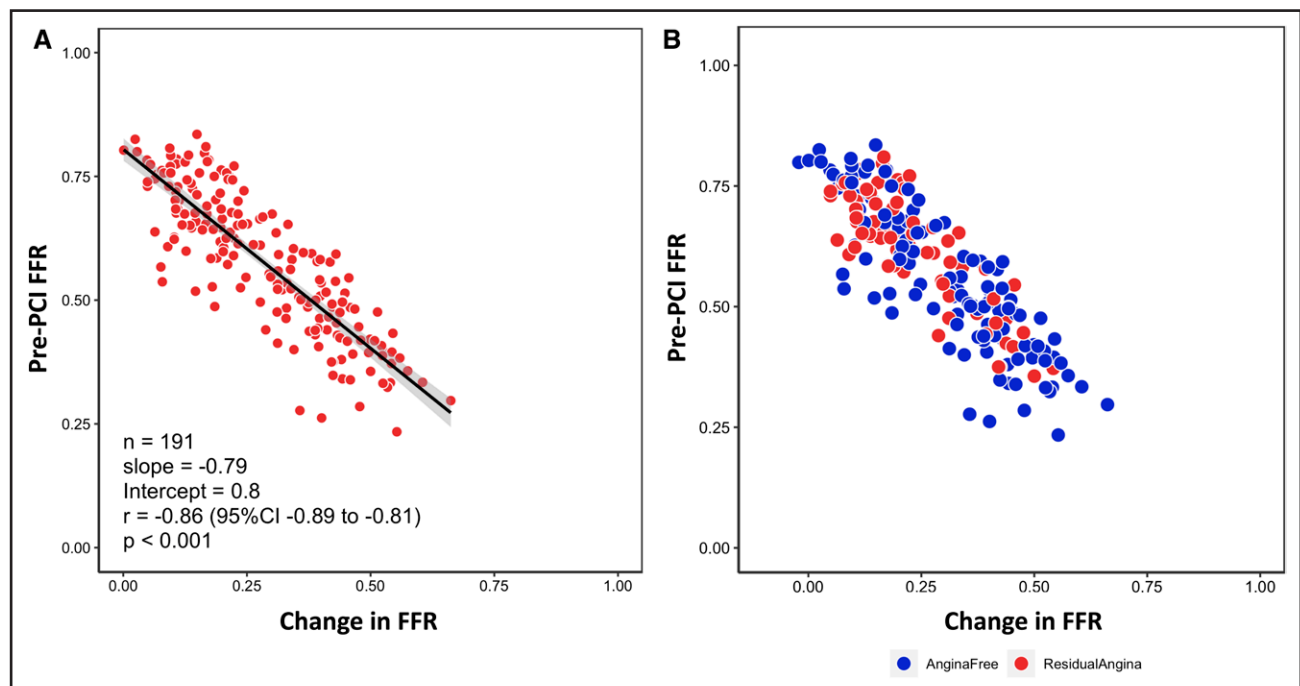 A
1.00
0.75
0.50
0.25
0.00
Pre-PCI FFR
n = 191
slope = -0.79
Intercept = 0.8
r = -0.86 (95%CI -0.89 to -0.81)
p < 0.001
0.00 0.25 0.50 0.75 1.00
Change in FFR
B
1.00
0.75
0.50
0.25
0.00
Pre-PCI FFR
0.00 0.25 0.50 0.75 1.00
Change in FFR
AnginaFree ResidualAngina